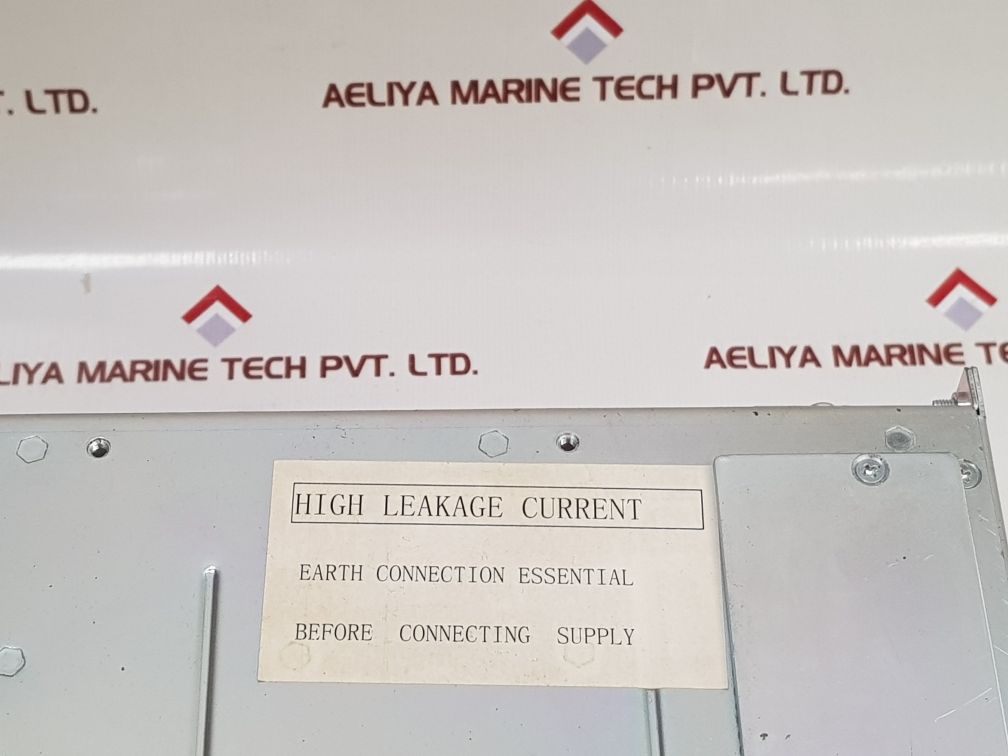 T. LTD.
AELIYA MARINE TECH PVT. LTD.
LIYA MARINE TECH PVT. LTD.
AELIYA MARINE TE
HIGH LEAKAGE CURRENT
EARTH CONNECTION ESSENTIAL
BEFORE CONNECTING SUPPLY